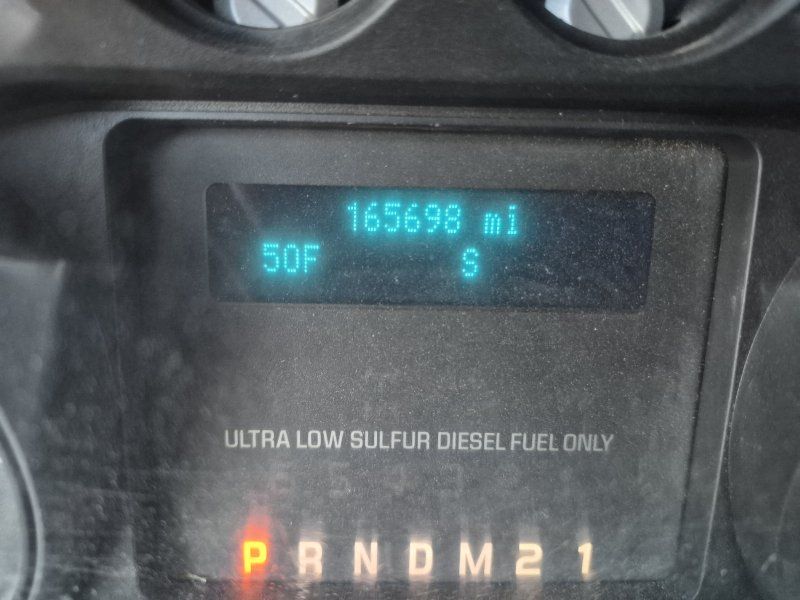 165698 mi
50F S
ULTRA LOW SULFUR DIESEL FUEL ONLY
P R N D M 2 1